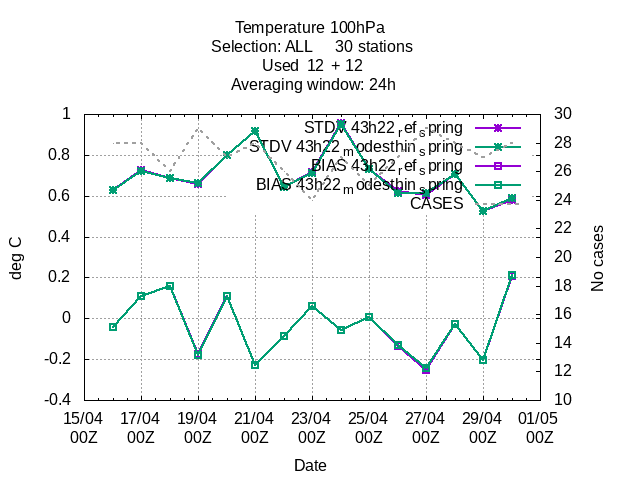 Temperature 100hPa
Selection: ALL 30 stations
Used 12 + 12
Averaging window: 24h
1 30
STDV 43h22_ref_spring
28
STDV 43h22_modesthin_spring
0.8
BIAS 43h22_ref_spring
26
BIAS 43h22_modesthin_spring
0.6
CASES 24
0.4 22
deg C No cases
0.2 20
18
0 16
14
-0.2
12
-0.4 10
15/04 17/04 19/04 21/04 23/04 25/04 27/04 29/04 01/05
00Z 00Z 00Z 00Z 00Z 00Z 00Z 00Z 00Z
Date